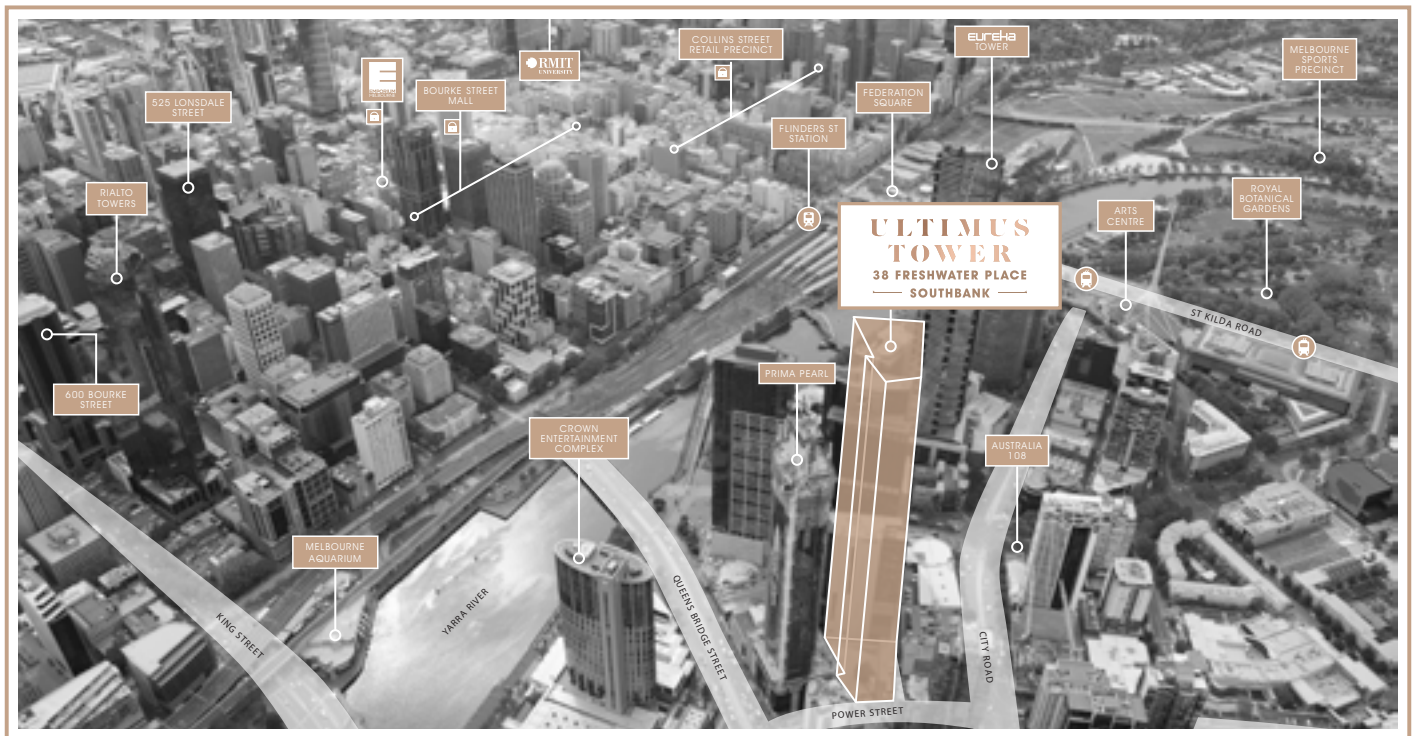 EUREKA
TOWER
COLLINS STREET
RETAIL PRECINCT
MELBOURNE
SPORTS
PRECINCT
RMIT
UNIVERSITY
E
BOURKE STREET
MALL
FEDERATION
SQUARE
525 LONSDALE
STREET
FLINDERS ST
STATION
RIALTO
TOWERS
ROYAL
BOTANICAL
GARDENS
ARTS
CENTRE
ULTIMUS
TOWER
38 FRESHWATER PLACE
SOUTHBANK
ST KILDA ROAD
PRIMA PEARL
600 BOURKE
STREET
CROWN
ENTERTAINMENT
COMPLEX
AUSTRALIA
108
MELBOURNE
AQUARIUM
YARRA RIVER
KING STREET
QUEENS BRIDGE STREET
CITY ROAD
POWER STREET